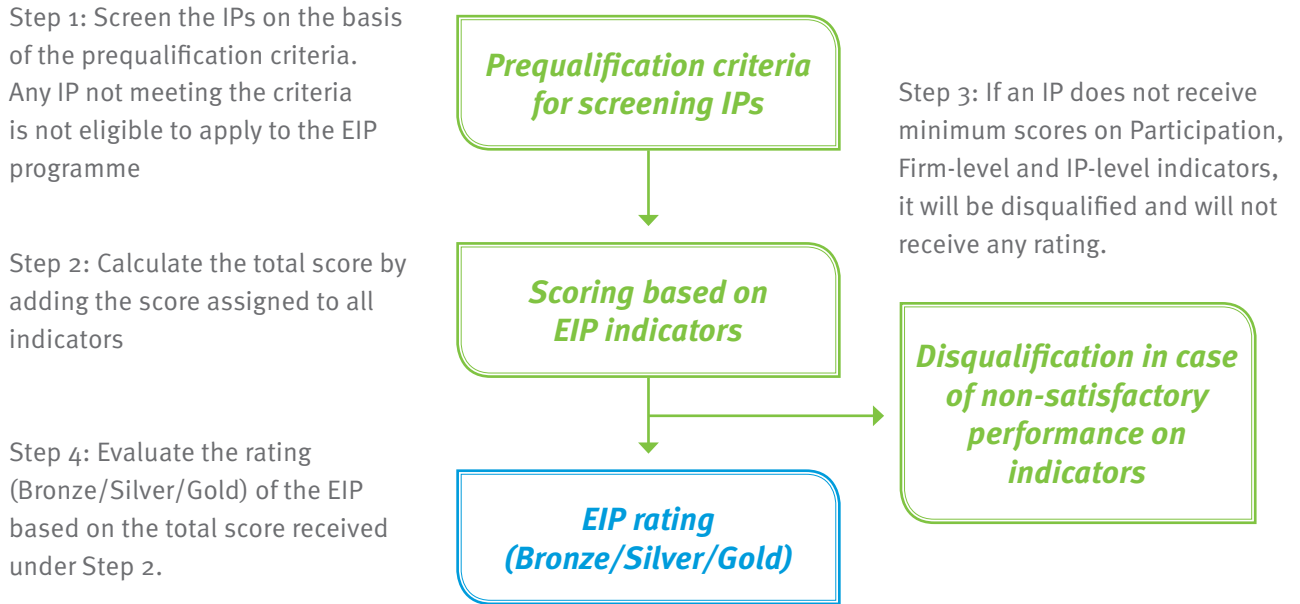 Step 1: Screen the IPs on the basis
of the prequalification criteria.
Any IP not meeting the criteria
is not eligible to apply to the EIP
programme
Prequalification criteria
for screening IPs
Step 3: If an IP does not receive
minimum scores on Participation,
Firm-level and IP-level indicators,
it will be disqualified and will not
receive any rating.
Step 2: Calculate the total score by
adding the score assigned to all
indicators
Scoring based on
EIP indicators
Disqualification in case
of non-satisfactory
performance on
indicators
Step 4: Evaluate the rating
(Bronze/Silver/Gold) of the EIP
based on the total score received
under Step 2.
EIP rating
(Bronze/Silver/Gold)